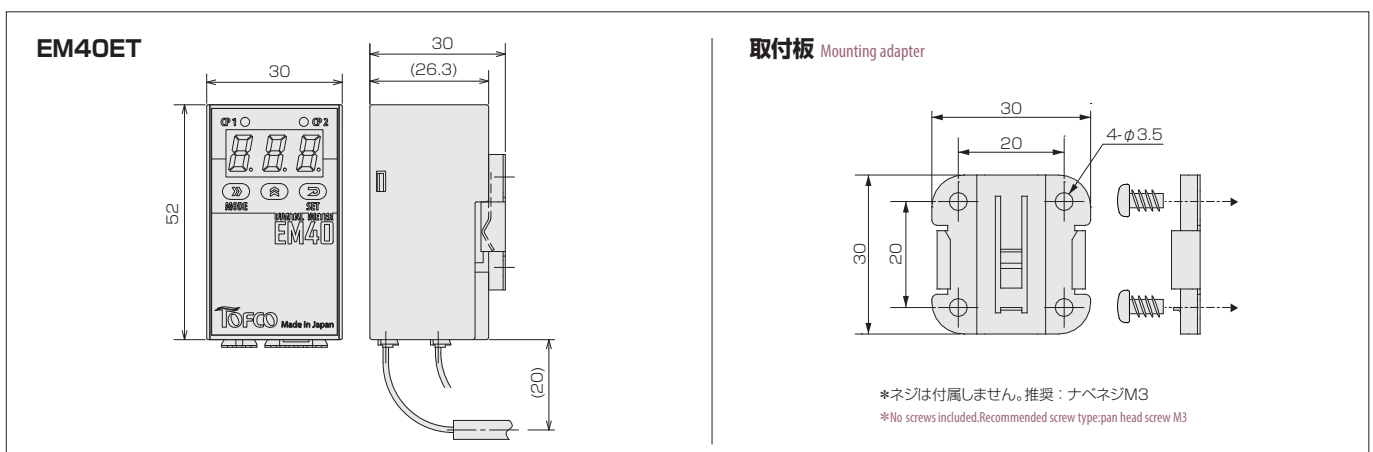 EM40ET
30
52
CP1 CP2
8.8.8
MODE SET
DIGITAL METER
EM40
TOFCO Made in Japan
30
(26.3)
(20)
取付板 Mounting adapter
30
20
4-φ3.5
30
20
*ネジは付属しません。推奨：ナベネジM3
*No screws included.Recommended screw type:pan head screw M3